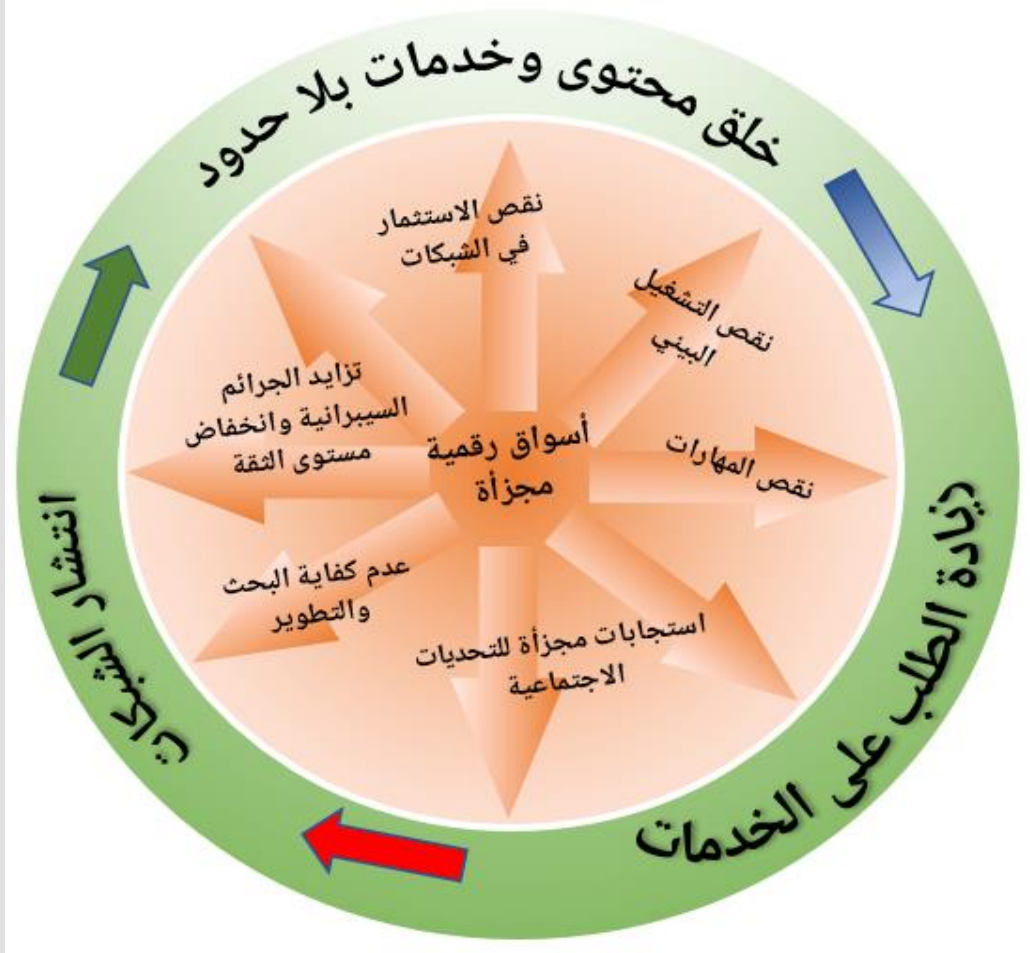 خلق محتوى وخدمات بلا حدود
نقص الاستثمار
في الشبكات
نقص التشغيل
البيني
تزايد الجرائم
السيبرانية وانخفاض
مستوى الثقة
أسواق رقمية
مجزأة
نقص المهارات
عدم كفاية البحث
والتطوير
استجابات مجزأة للتحديات
الاجتماعية
زيادة الطلب على الخدمات
انتشار الشبكات